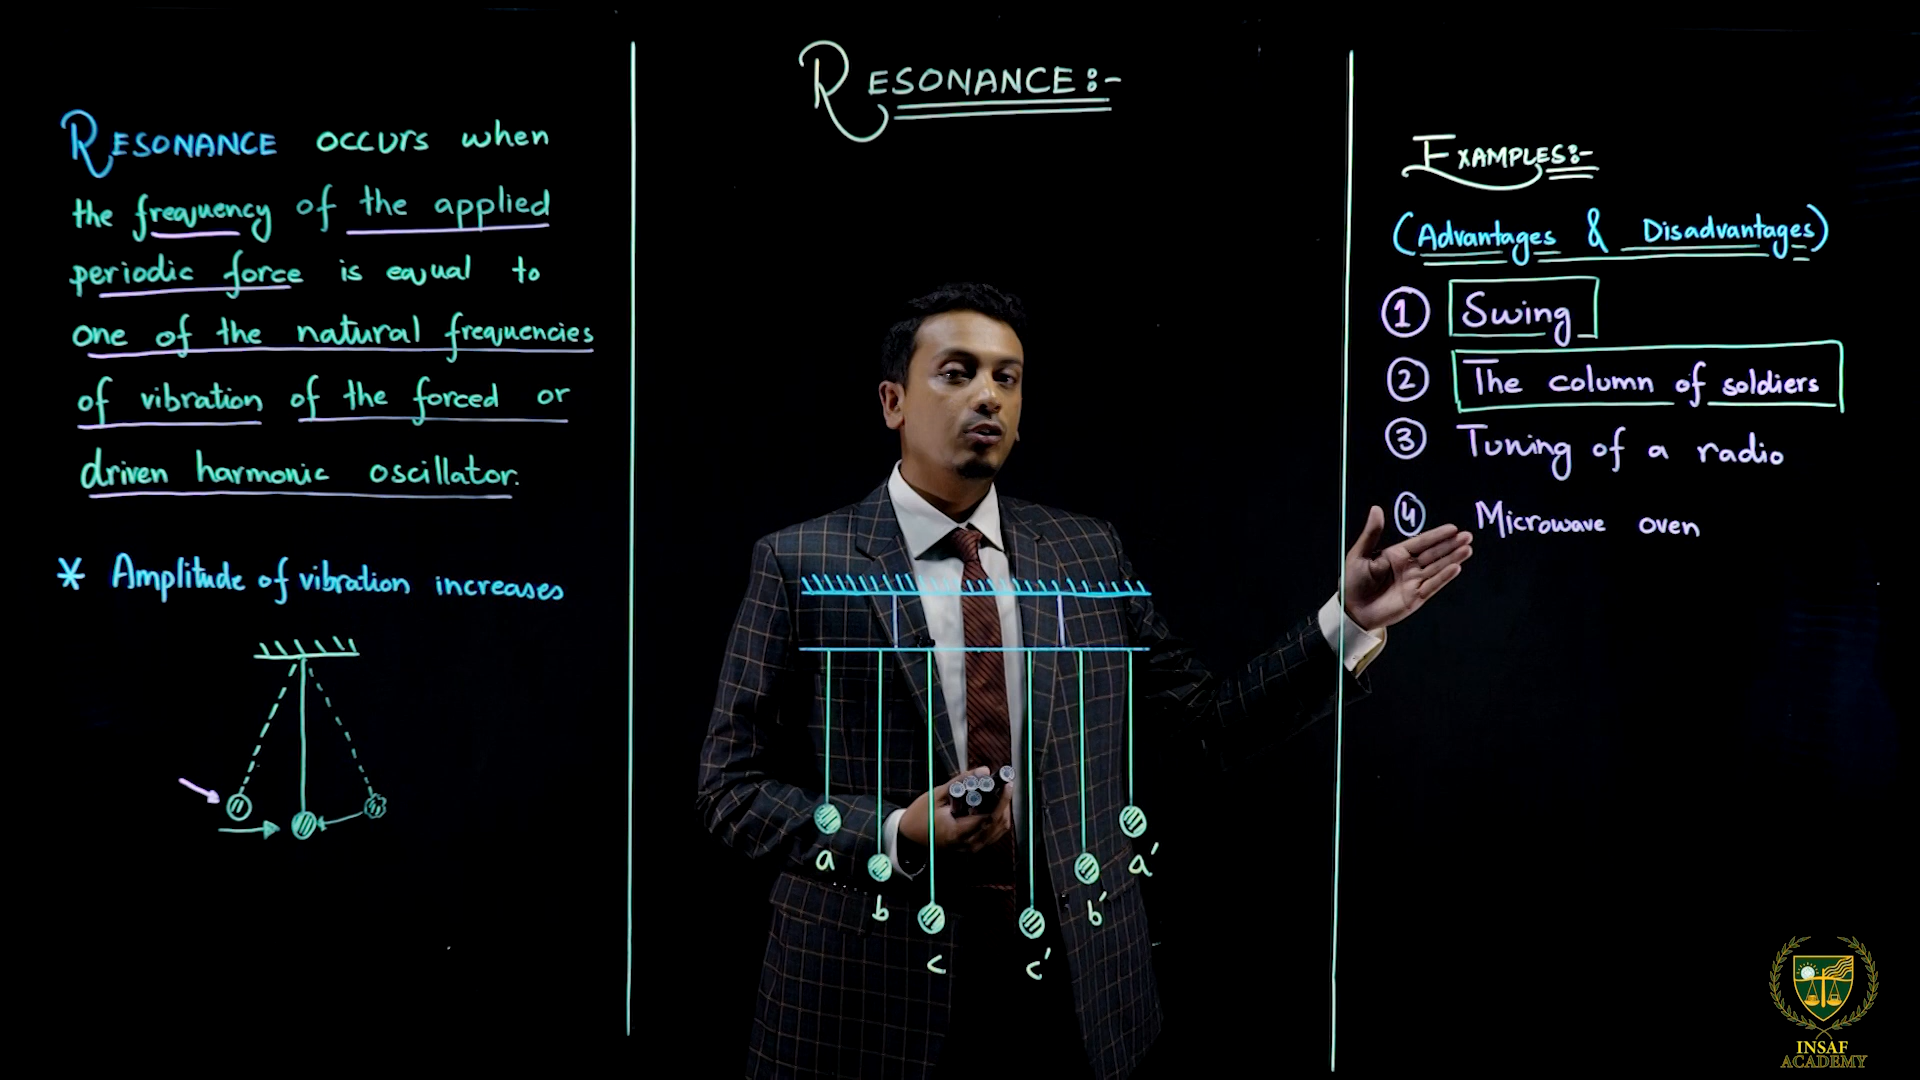 RESONANCE:-
RESONANCE occurs when
the frequency of the applied
periodic force is equal to
one of the natural frequencies
of vibration of the forced or
driven harmonic oscillator.
* Amplitude of vibration increases
a
b
c
c'
b'
a'
EXAMPLES:-
(Advantages & Disadvantages)
1 Swing
2 The column of soldiers
3 Tuning of a radio
4 Microwave oven
INSAF
ACADEMY